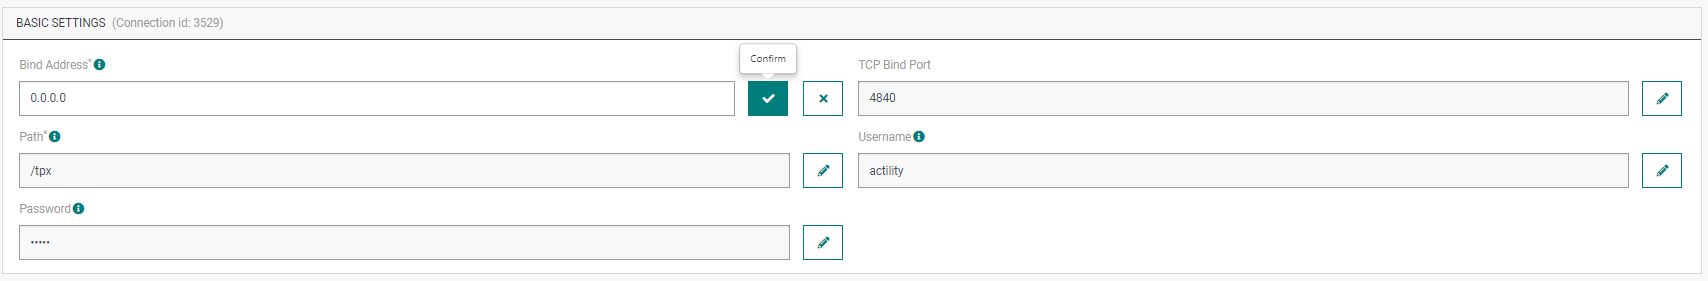 BASIC SETTINGS (Connection id: 3529)
Bind Address*
Confirm
TCP Bind Port
0.0.0.0
4840
Path*
Username
/tpx
actility
Password
•••••